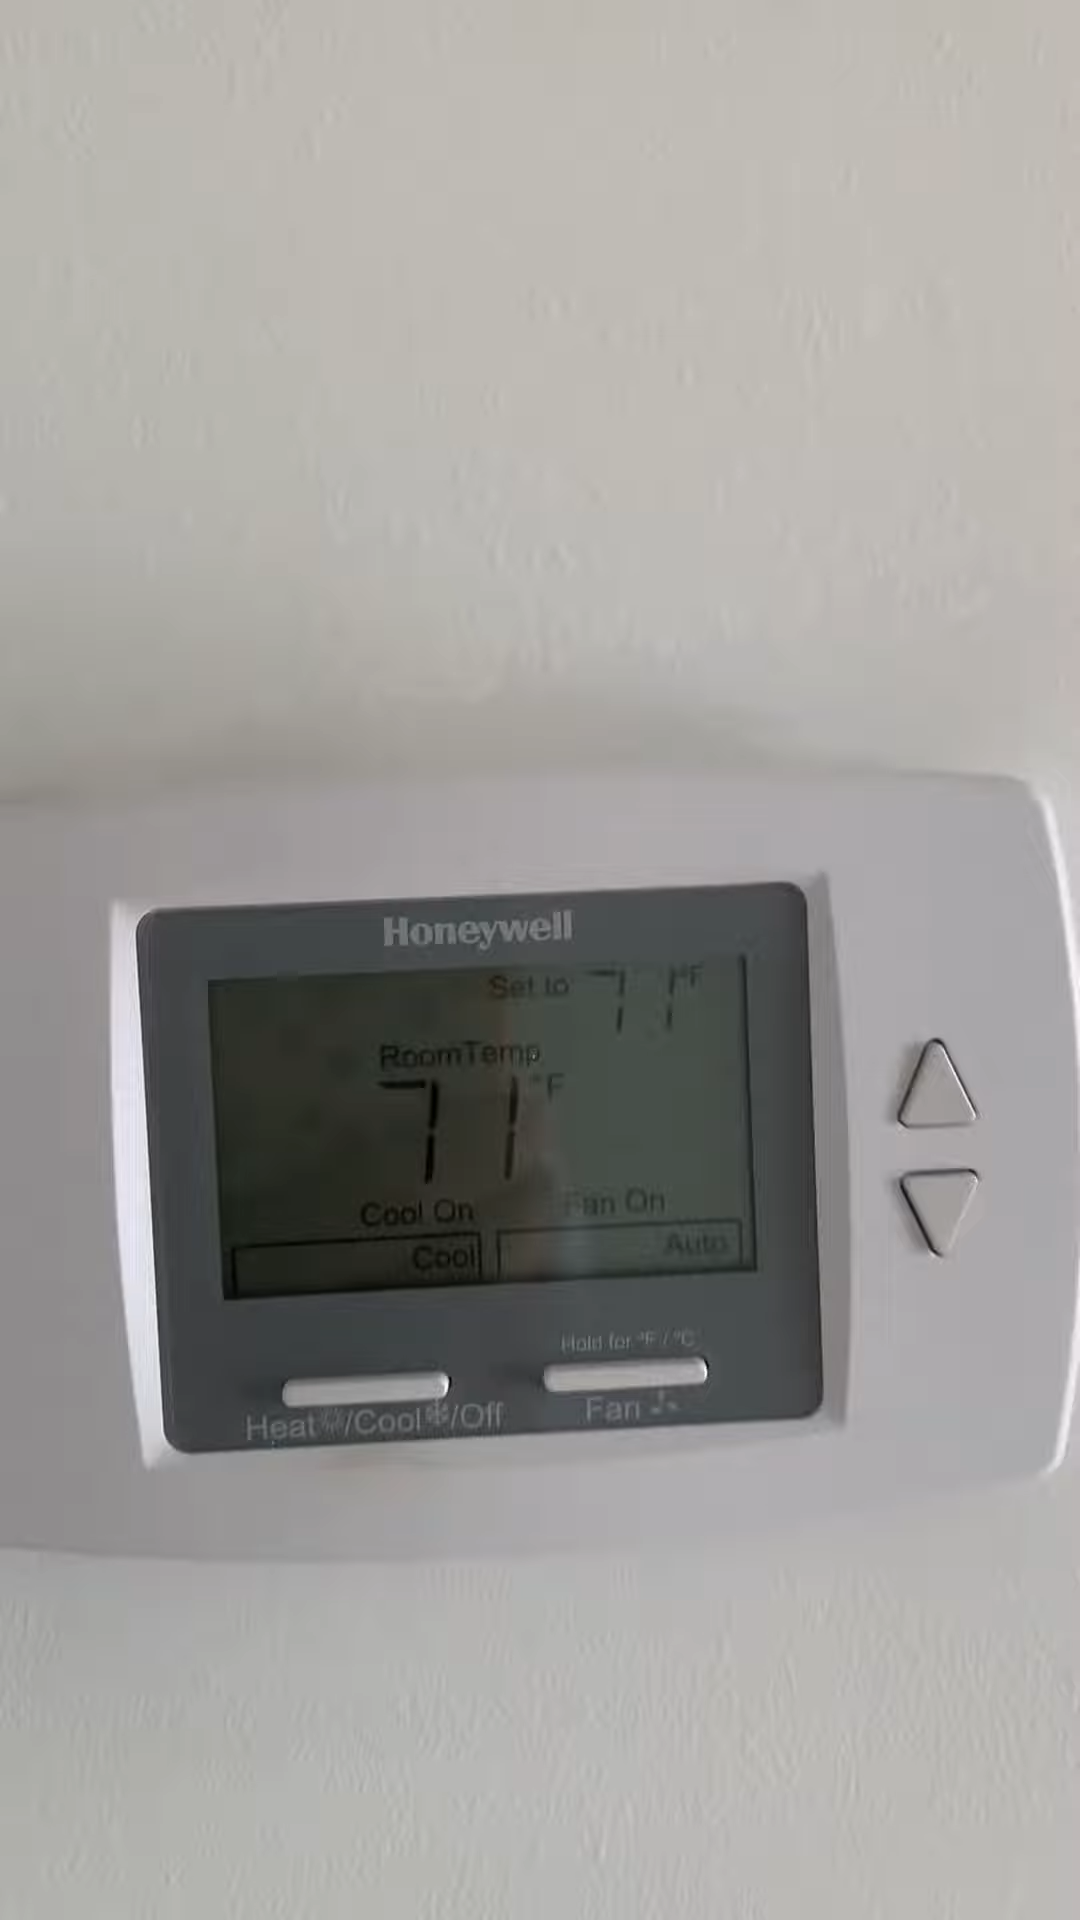 Honeywell
Set to 71°F
RoomTemp
71°F
Cool On Fan On
Cool Auto
Hold for °F / °C
Heat/Cool/Off Fan